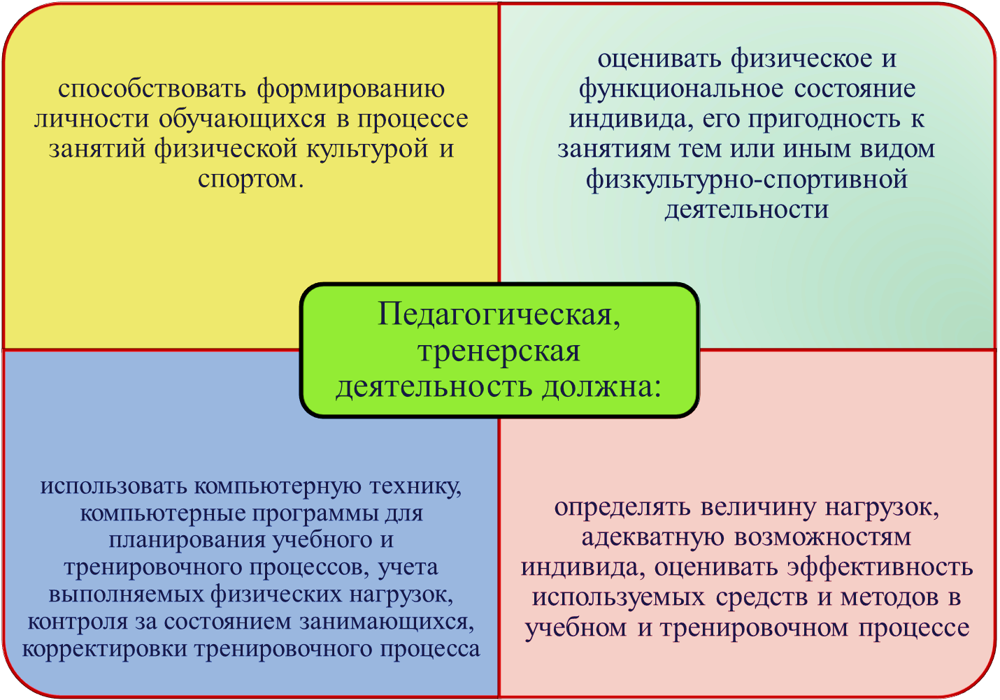 способствовать формированию
личности обучающихся в процессе
занятий физической культурой и
спортом.
оценивать физическое и
функциональное состояние
индивида, его пригодность к
занятиям тем или иным видом
физкультурно-спортивной
деятельности
Педагогическая,
тренерская
деятельность должна:
использовать компьютерную технику,
компьютерные программы для
планирования учебного и
тренировочного процессов, учета
выполняемых физических нагрузок,
контроля за состоянием занимающихся,
корректировки тренировочного процесса
определять величину нагрузок,
адекватную возможностям
индивида, оценивать эффективность
используемых средств и методов в
учебном и тренировочном процессе